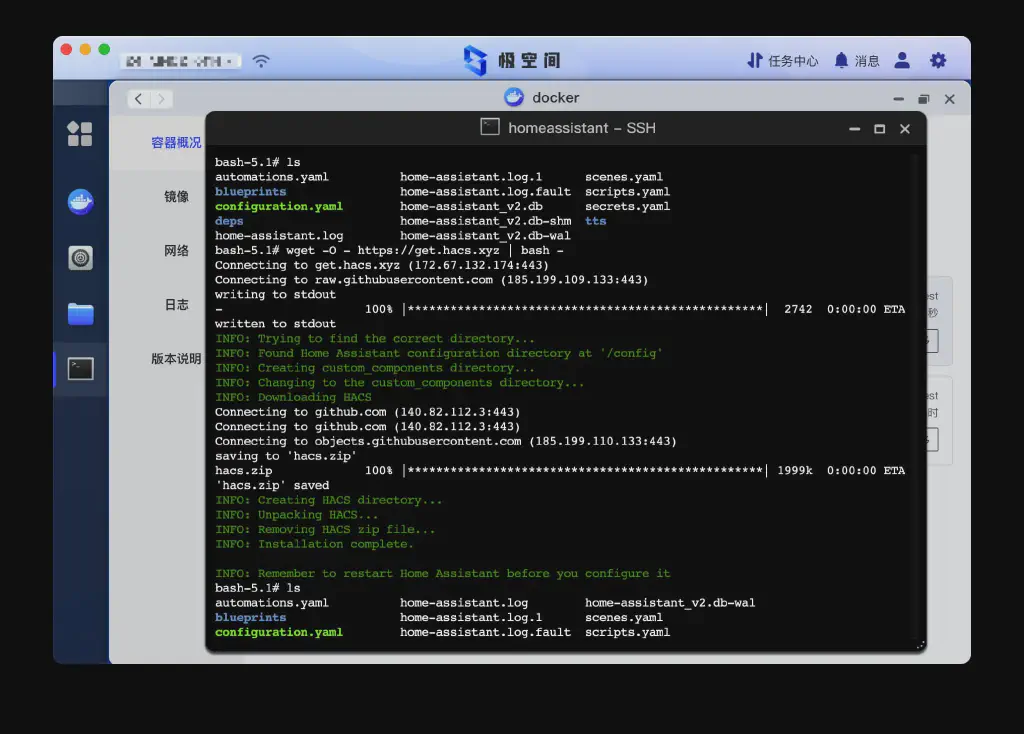 极空间
任务中心
消息
docker
容器概况
镜像
网络
日志
版本说明
homeassistant – SSH
bash-5.1# ls
automations.yaml home-assistant.log.1 scenes.yaml
blueprints home-assistant.log.fault scripts.yaml
configuration.yaml home-assistant_v2.db secrets.yaml
deps home-assistant_v2.db-shm tts
home-assistant.log home-assistant_v2.db-wal
bash-5.1# wget -O - https://get.hacs.xyz | bash -
Connecting to get.hacs.xyz (172.67.132.174:443)
Connecting to raw.githubusercontent.com (185.199.109.133:443)
writing to stdout
- 100% |**************************************************| 2742 0:00:00 ETA
written to stdout
INFO: Trying to find the correct directory...
INFO: Found Home Assistant configuration directory at '/config'
INFO: Creating custom_components directory...
INFO: Changing to the custom_components directory...
INFO: Downloading HACS
Connecting to github.com (140.82.112.3:443)
Connecting to github.com (140.82.112.3:443)
Connecting to objects.githubusercontent.com (185.199.110.133:443)
saving to 'hacs.zip'
hacs.zip 100% |**************************************************| 1999k 0:00:00 ETA
'hacs.zip' saved
INFO: Creating HACS directory...
INFO: Unpacking HACS...
INFO: Removing HACS zip file...
INFO: Installation complete.
INFO: Remember to restart Home Assistant before you configure it
bash-5.1# ls
automations.yaml home-assistant.log home-assistant_v2.db-wal
blueprints home-assistant.log.1 scenes.yaml
configuration.yaml home-assistant.log.fault scripts.yaml
est
秒
est
时